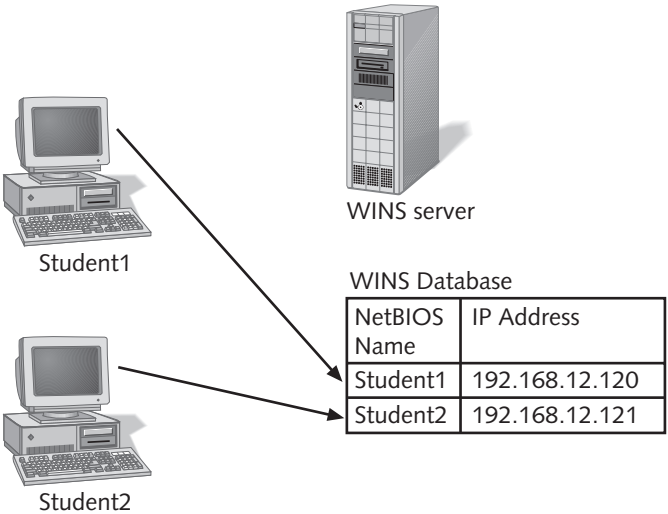 WINS server
Student1
WINS Database
NetBIOS Name
IP Address
Student1 192.168.12.120
Student2 192.168.12.121
Student2